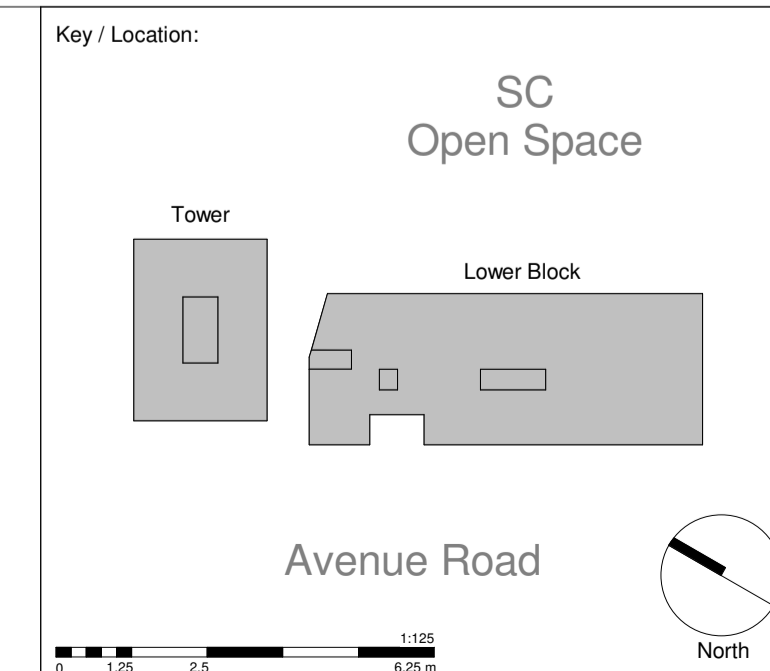 Key / Location:
SC
Open Space
Tower
Lower Block
Avenue Road
1:125
0 1.25 2.5 6.25 m
North